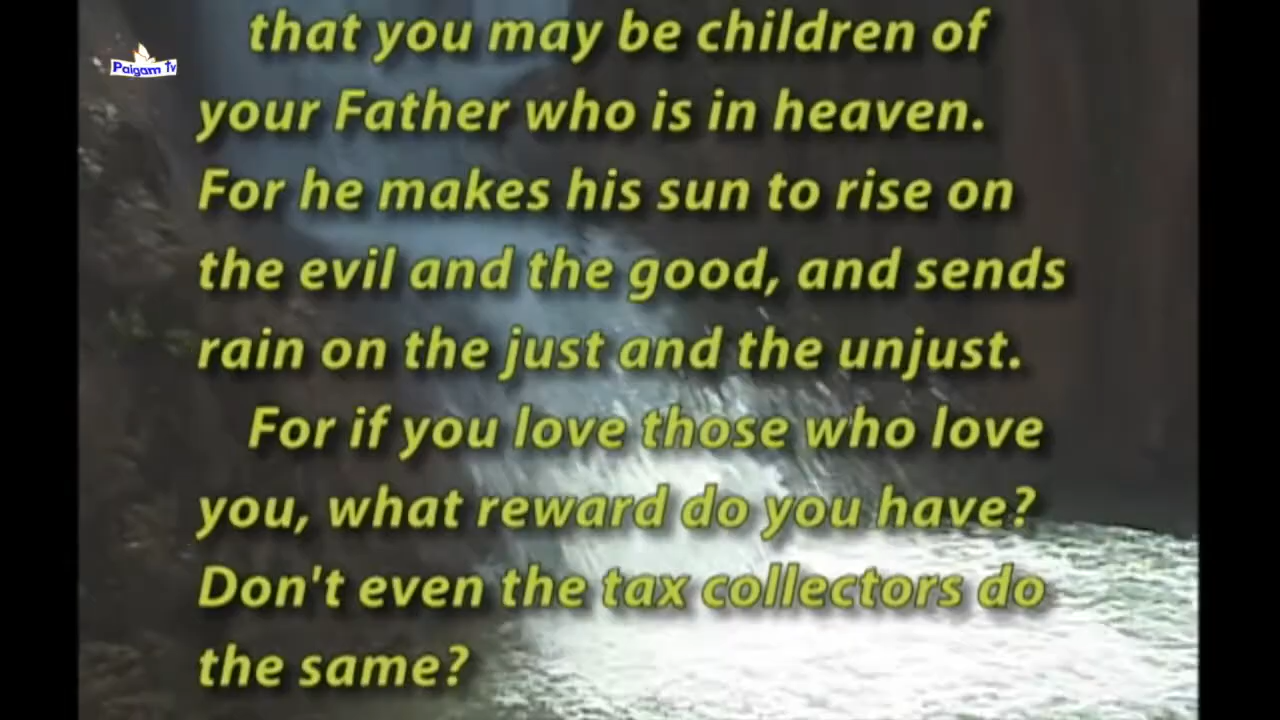 Paigam Tv
that you may be children of
your Father who is in heaven.
For he makes his sun to rise on
the evil and the good, and sends
rain on the just and the unjust.
For if you love those who love
you, what reward do you have?
Don't even the tax collectors do
the same?